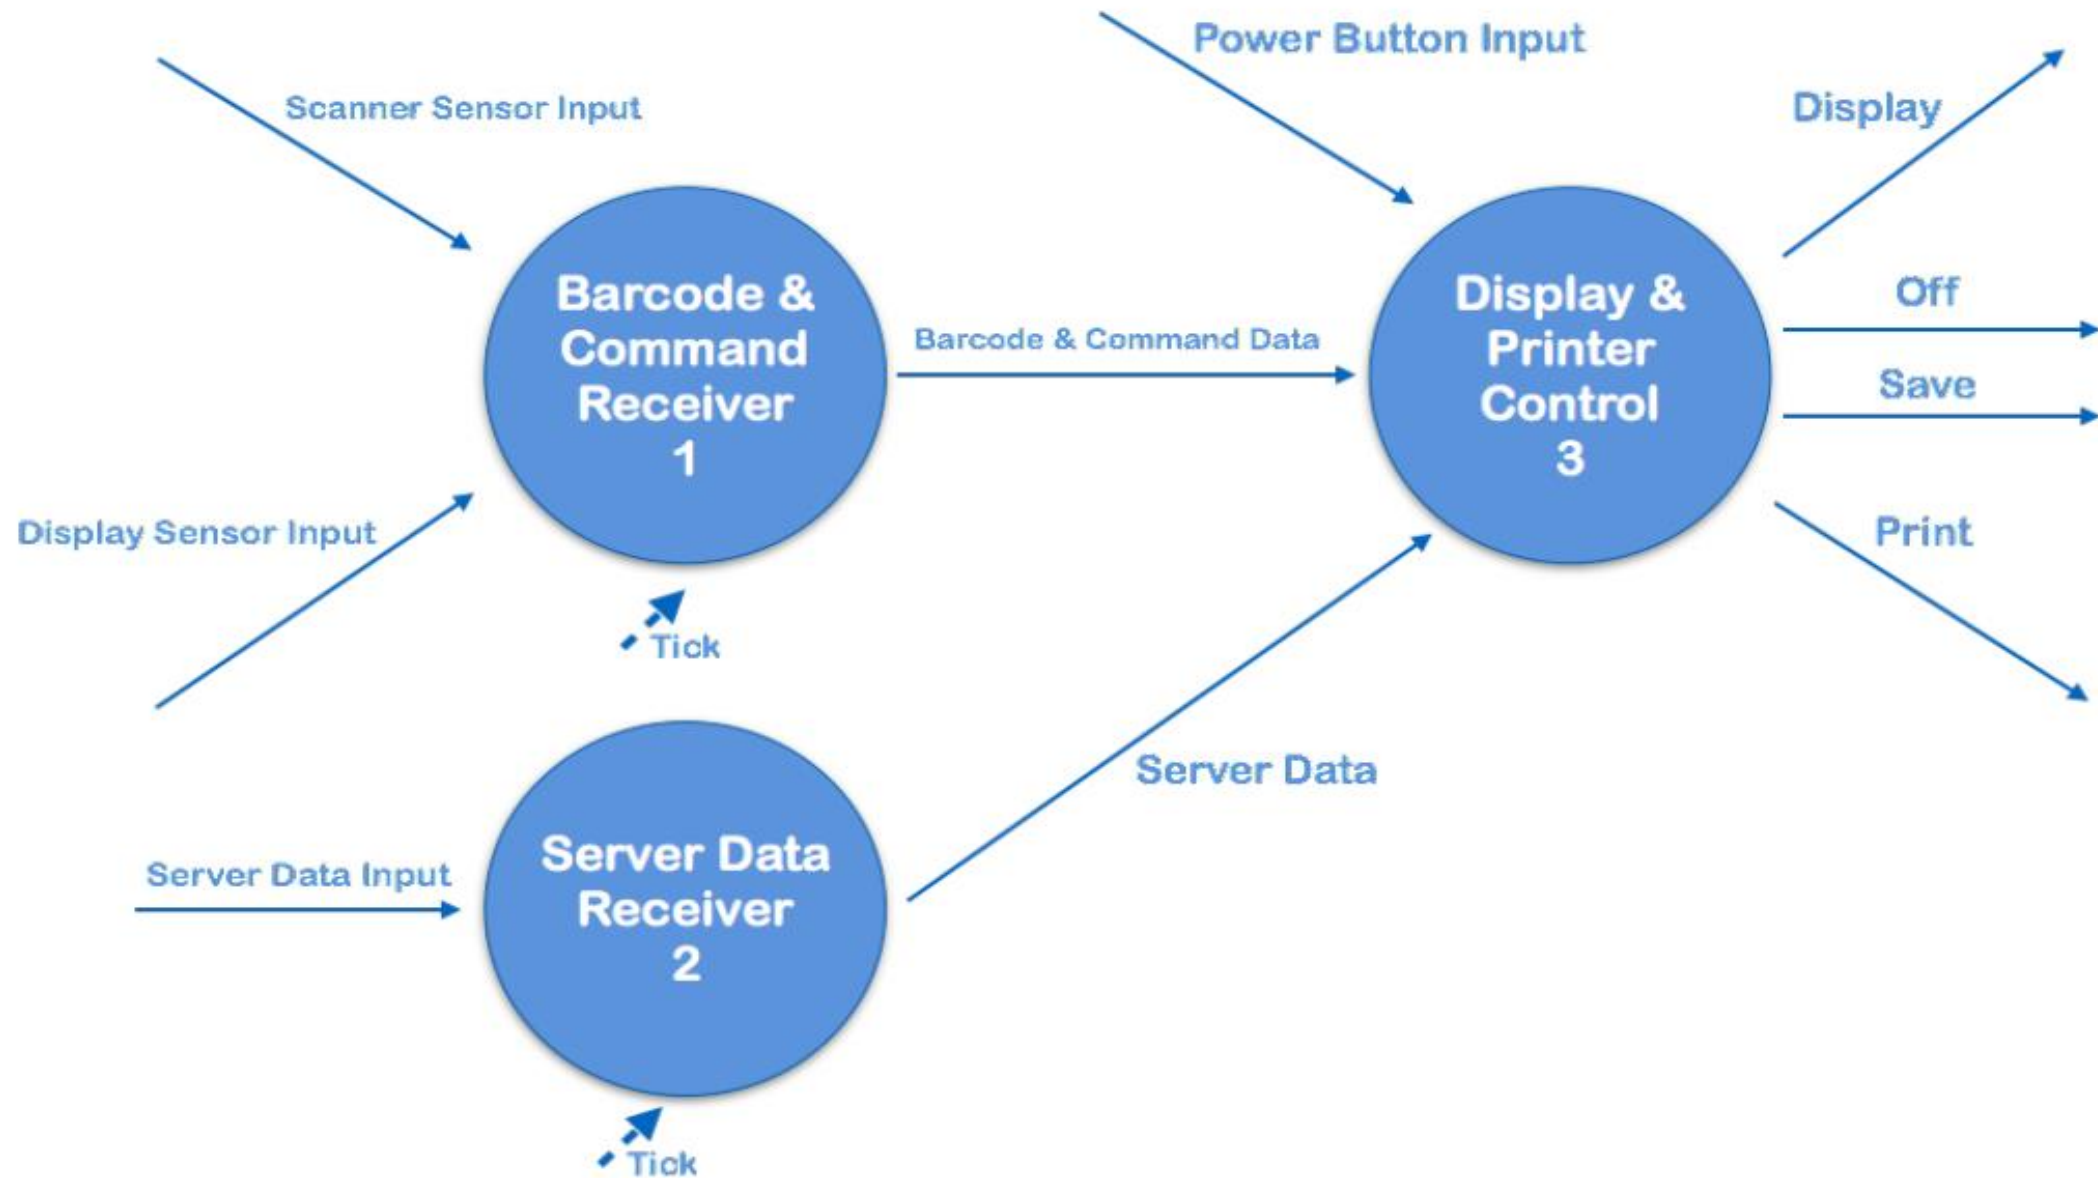 Power Button Input
Display
Scanner Sensor Input
Barcode &
Command
Receiver
1
Display &
Printer
Control
3
Off
Barcode & Command Data
Save
Display Sensor Input
Print
Tick
Server Data
Server Data
Receiver
2
Server Data Input
Tick